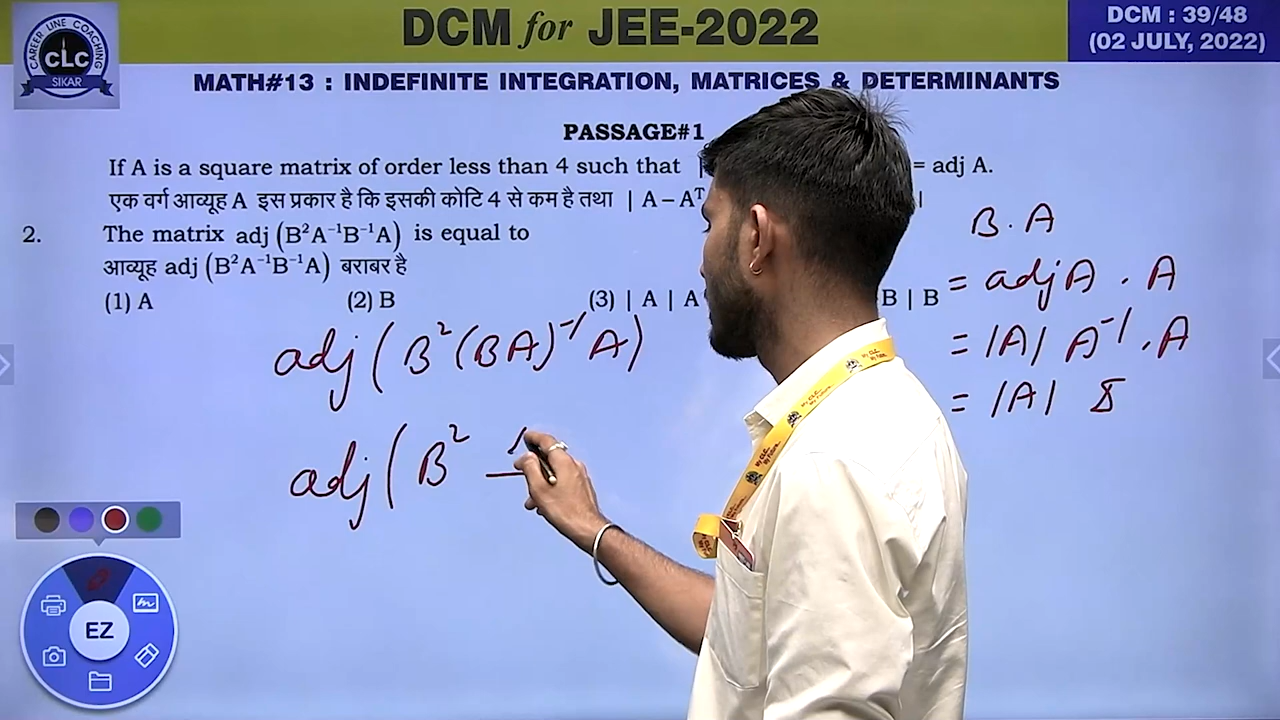 DCM for JEE-2022
DCM : 39/48
(02 JULY, 2022)
CAREER LINE COACHING
CLC
SIKAR
MATH#13 : INDEFINITE INTEGRATION, MATRICES & DETERMINANTS
PASSAGE#1
If A is a square matrix of order less than 4 such that | = adj A.
एक वर्ग आव्यूह A इस प्रकार है कि इसकी कोटि 4 से कम है तथा | A – Aᵀ |
2. The matrix adj (B²A⁻¹B⁻¹A) is equal to
आव्यूह adj (B²A⁻¹B⁻¹A) बराबर है
(1) A (2) B (3) | A | A B | B
adj (B²(BA)⁻¹A)
adj (B² 1
B . A
= adj A . A
= |A| A⁻¹ . A
= |A| I
EZ